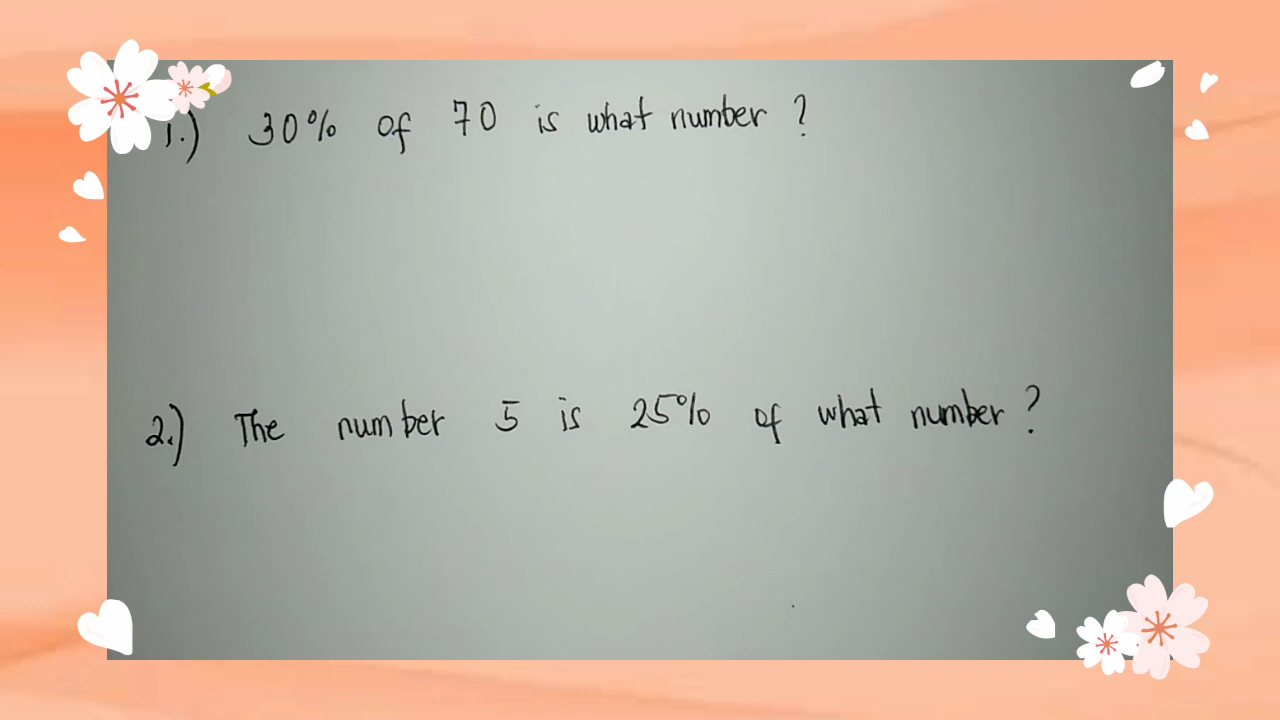 1.) 30% of 70 is what number ?
2.) The number 5 is 25% of what number ?